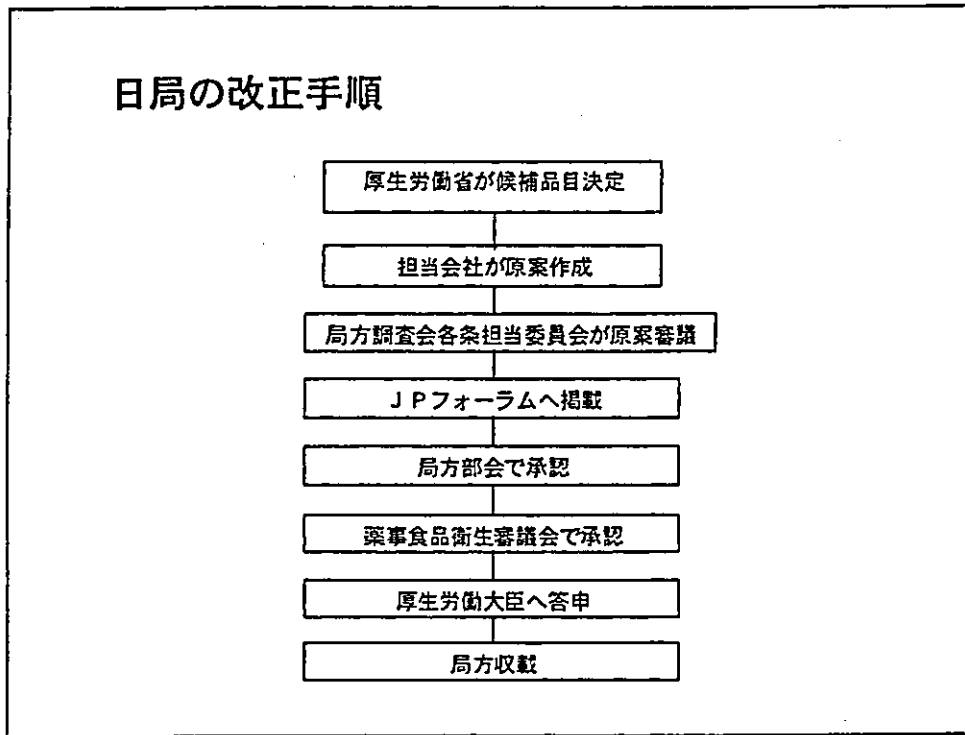 日局の改正手順
厚生労働省が候補品目決定
担当会社が原案作成
局方調査会各条担当委員会が原案審議
ＪＰフォーラムへ掲載
局方部会で承認
薬事食品衛生審議会で承認
厚生労働大臣へ答申
局方収載